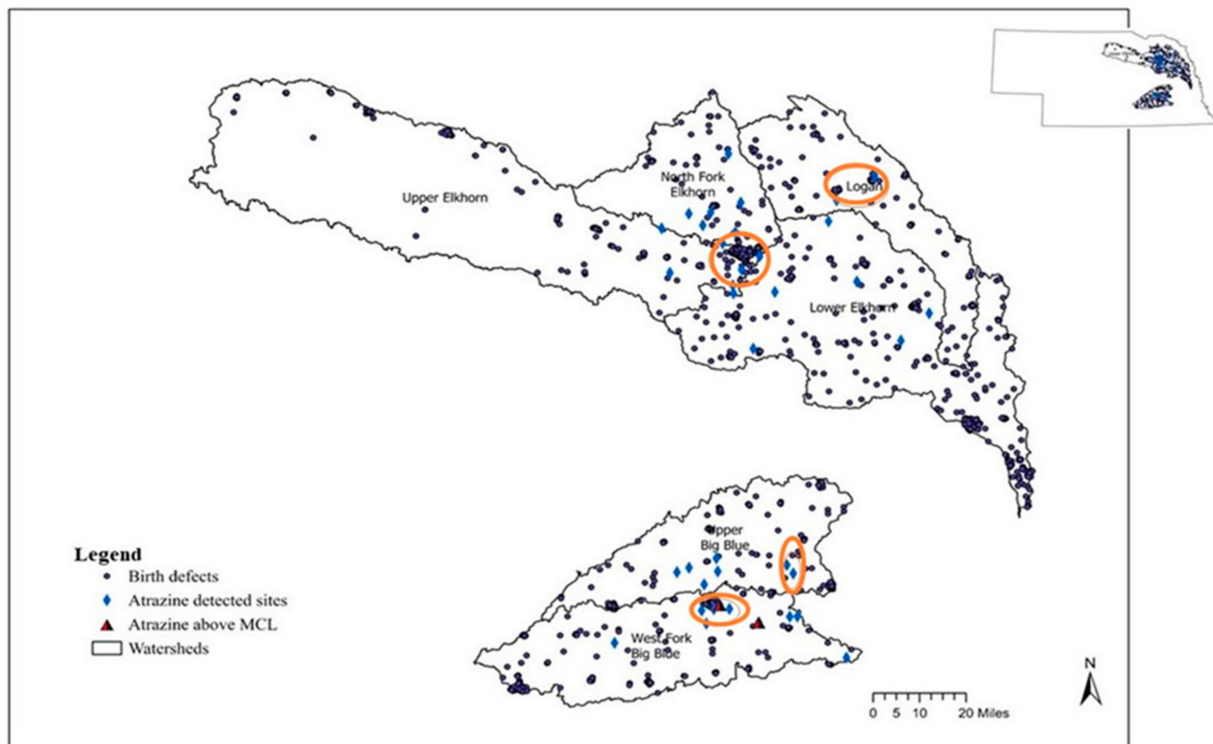 North Fork
Elkhorn
Logan
Upper Elkhorn
Lower Elkhorn
Upper
Big Blue
West Fork
Big Blue
Legend
Birth defects
Atrazine detected sites
Atrazine above MCL
Watersheds
N
0 5 10 20 Miles